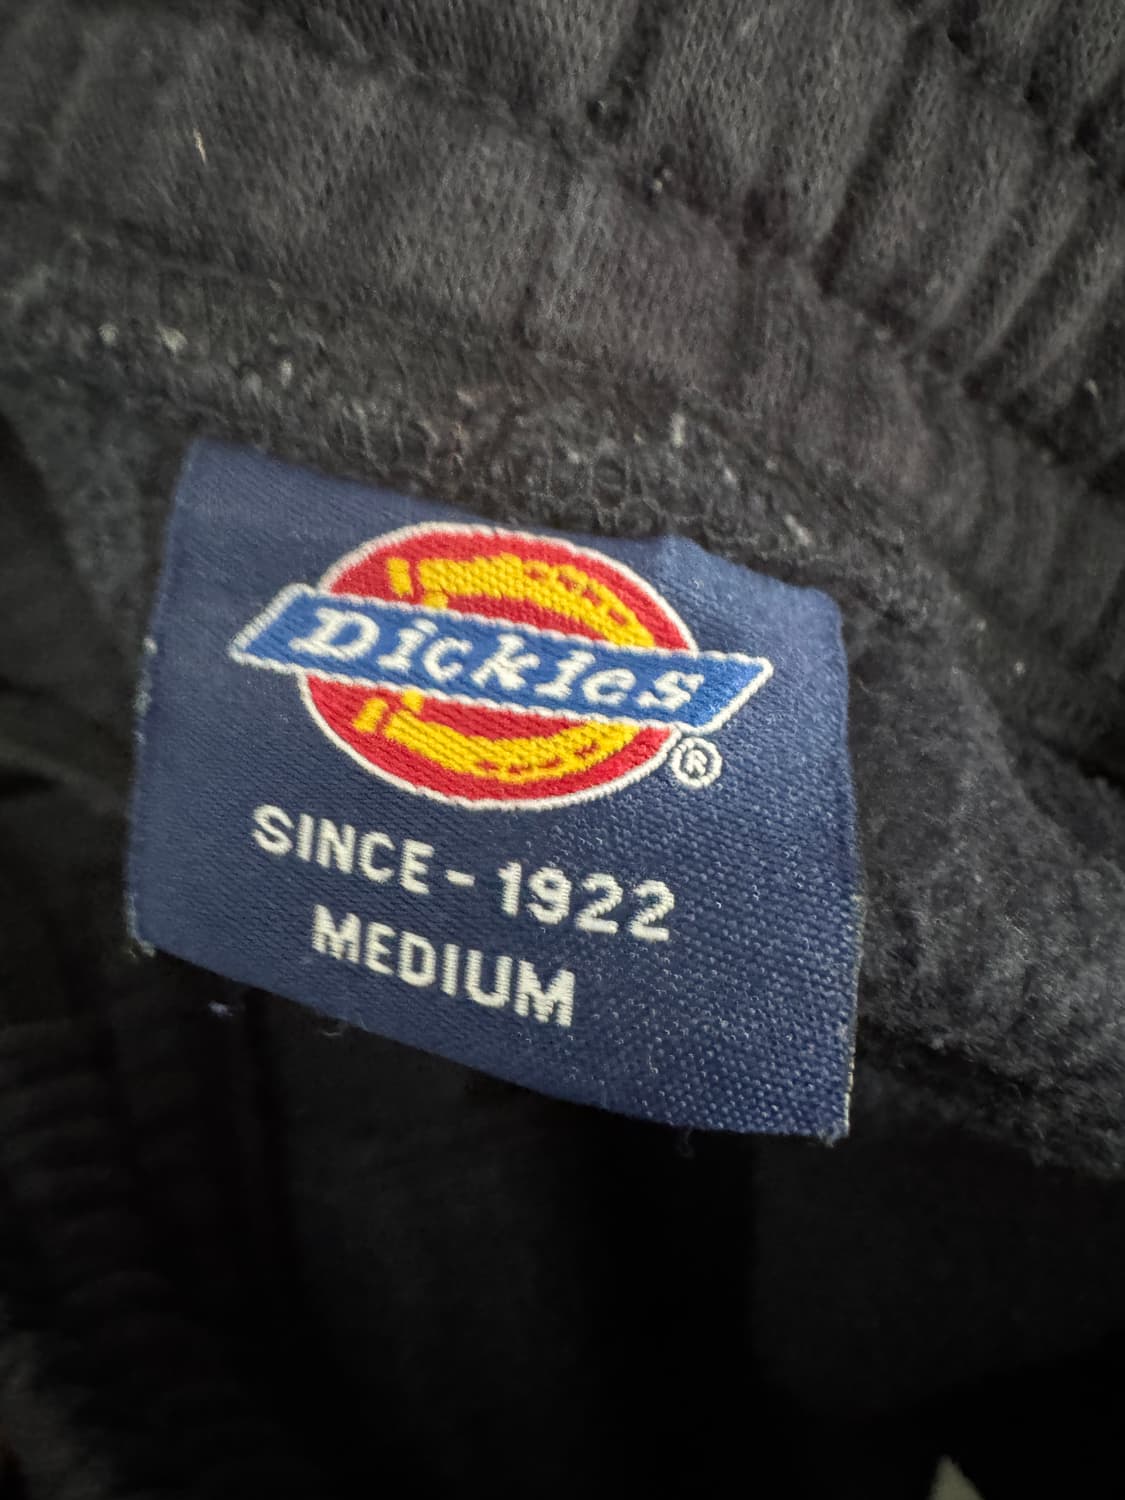 Dickies
®
SINCE - 1922
MEDIUM